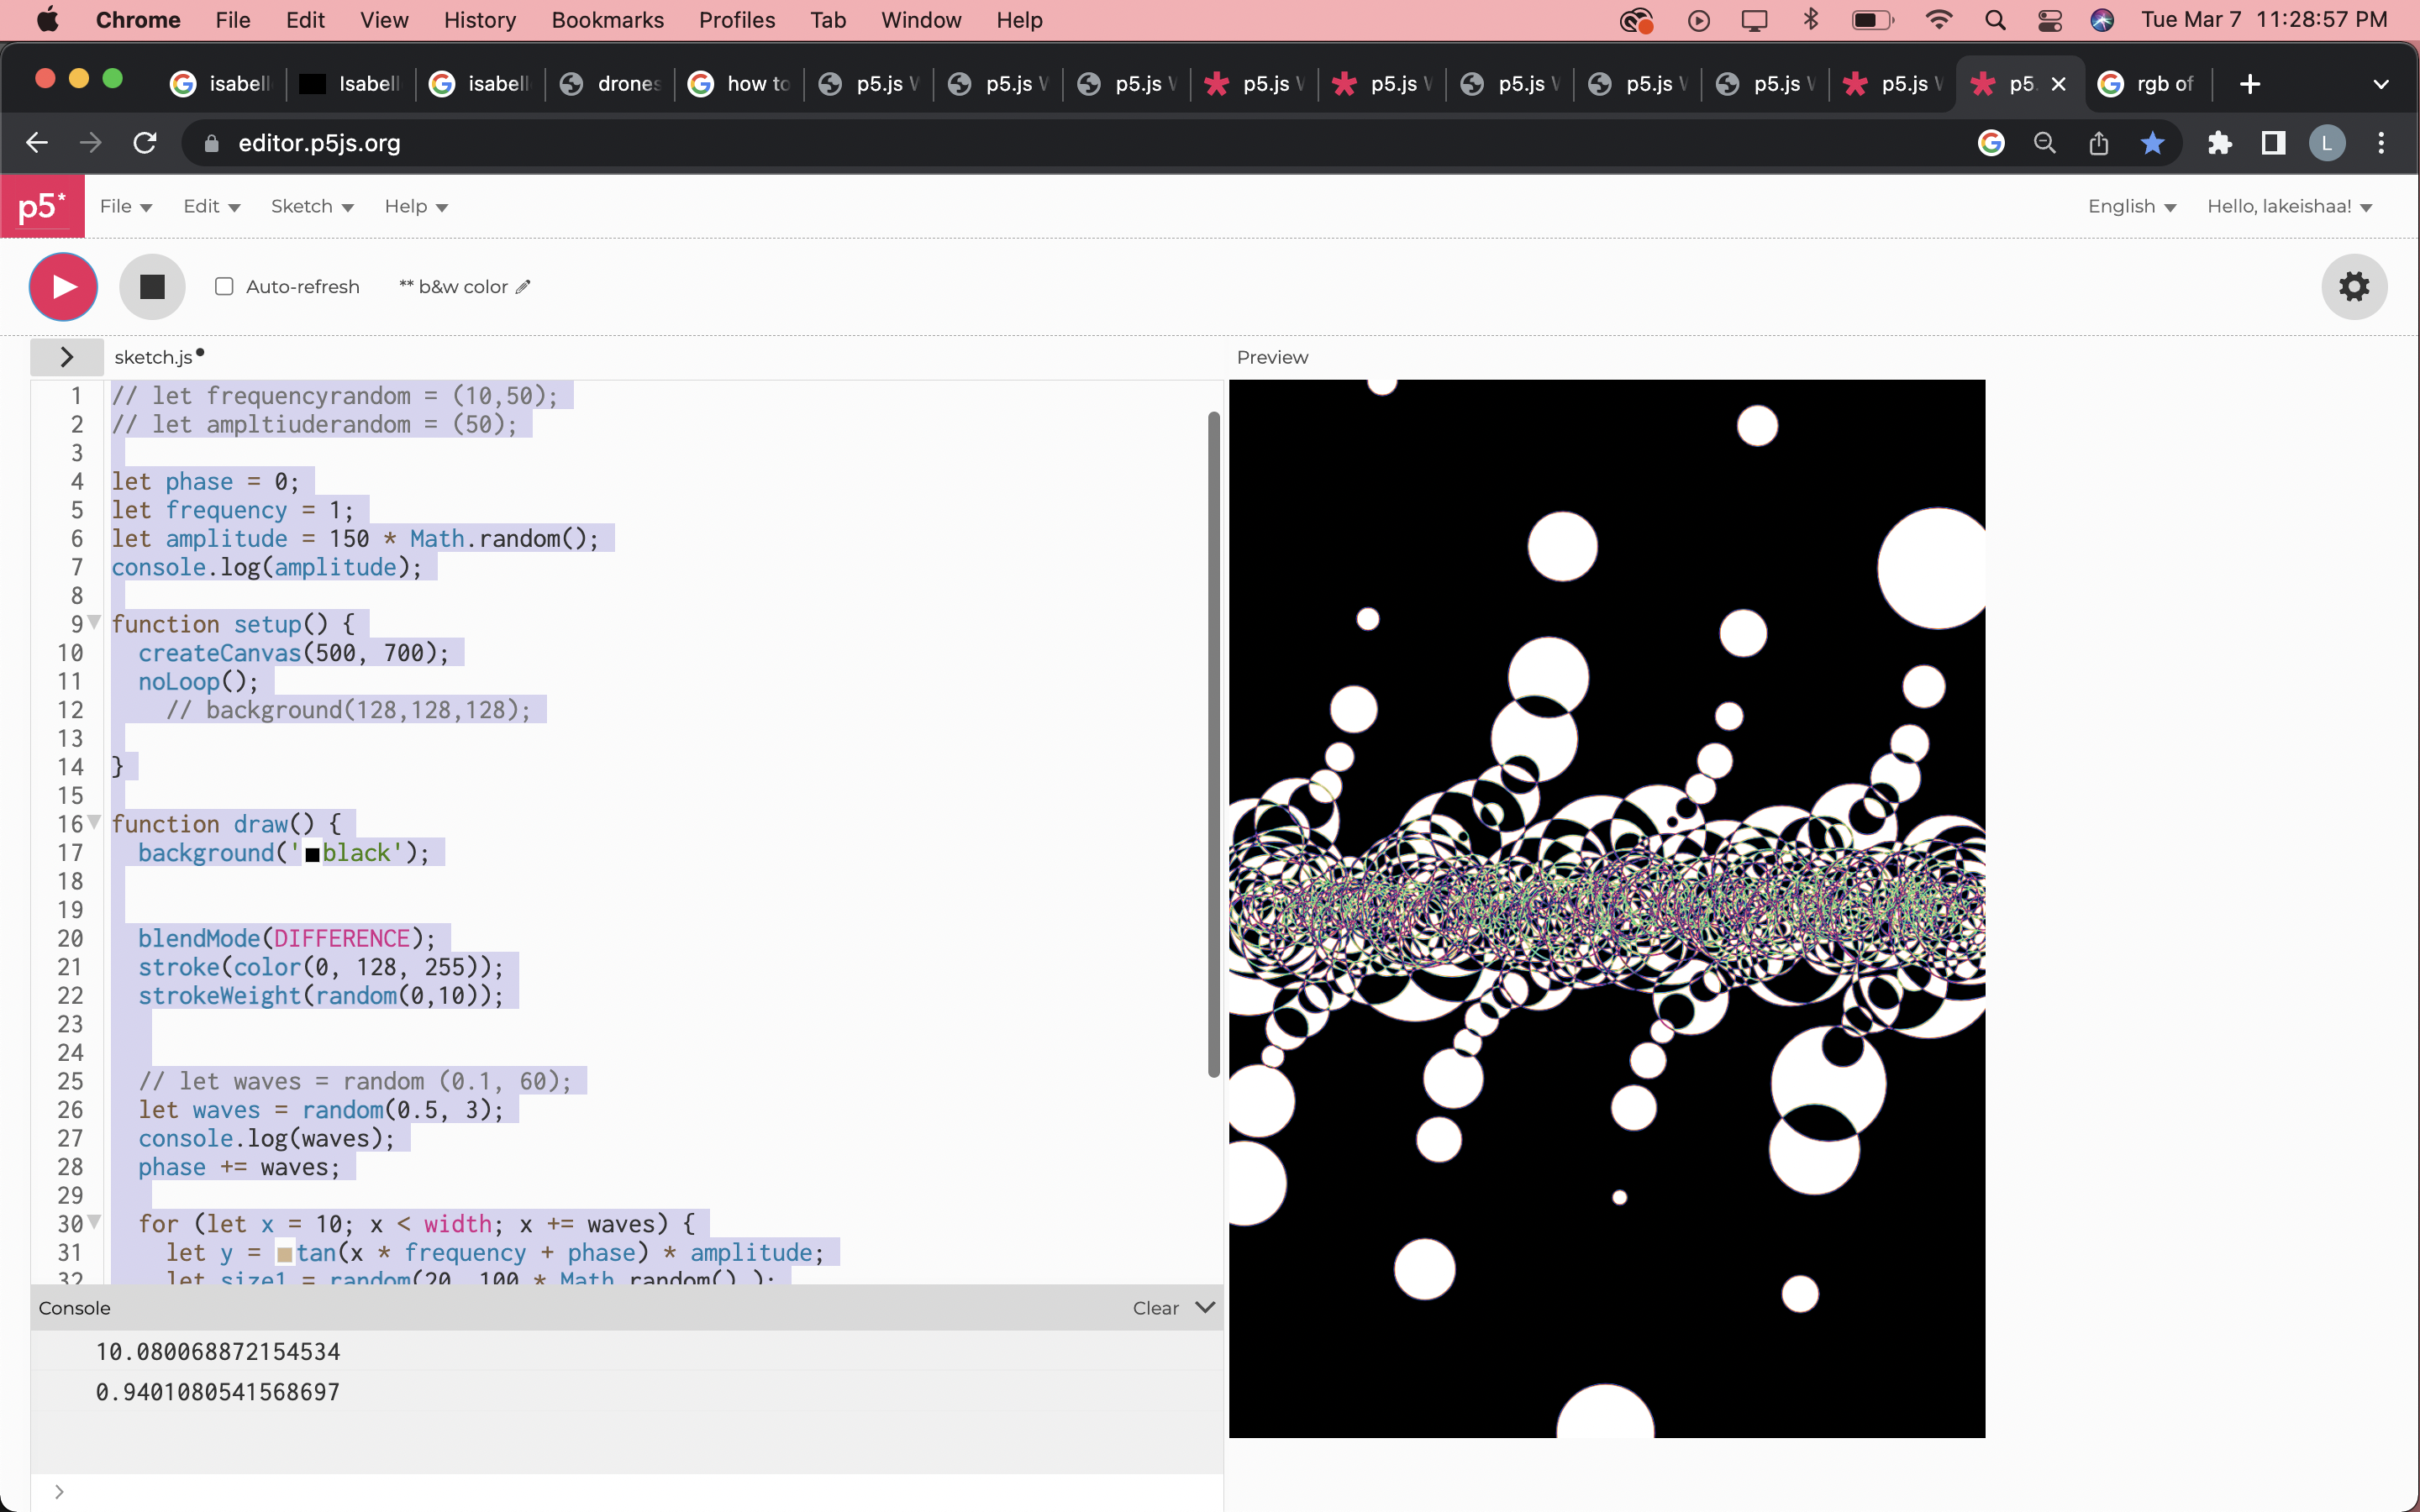 Chrome File Edit View History Bookmarks Profiles Tab Window Help Tue Mar 7 11:28:57 PM
isabell Isabell isabell drones how to p5.js W p5.js W p5.js W p5.js W p5.js W p5.js W p5.js W p5.js W p5.js W p5. rgb of
editor.p5js.org L
p5* File Edit Sketch Help English Hello, lakeishaa!
Auto-refresh ** b&w color
sketch.js
Preview
1 // let frequencyrandom = (10,50);
2 // let ampltiuderandom = (50);
3
4 let phase = 0;
5 let frequency = 1;
6 let amplitude = 150 * Math.random();
7 console.log(amplitude);
8
9 function setup() {
10 createCanvas(500, 700);
11 noLoop();
12 // background(128,128,128);
13
14 }
15
16 function draw() {
17 background('black');
18
19
20 blendMode(DIFFERENCE);
21 stroke(color(0, 128, 255));
22 strokeWeight(random(0,10));
23
24
25 // let waves = random (0.1, 60);
26 let waves = random(0.5, 3);
27 console.log(waves);
28 phase += waves;
29
30 for (let x = 10; x < width; x += waves) {
31 let y = tan(x * frequency + phase) * amplitude;
32 let size1 = random(20, 100 * Math.random() );
Console Clear
10.080068872154534
0.9401080541568697
>